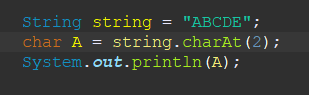 String string = "ABCDE";
char A = string.charAt(2);
System.out.println(A);